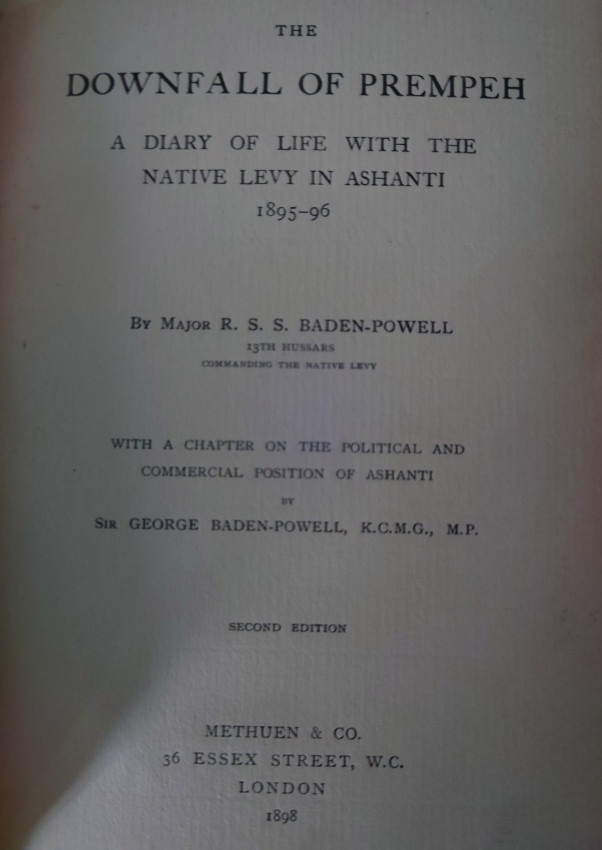 THE
DOWNFALL OF PREMPEH
A DIARY OF LIFE WITH THE
NATIVE LEVY IN ASHANTI
1895-96
BY MAJOR R. S. S. BADEN-POWELL
13TH HUSSARS
COMMANDING THE NATIVE LEVY
WITH A CHAPTER ON THE POLITICAL AND
COMMERCIAL POSITION OF ASHANTI
BY
SIR GEORGE BADEN-POWELL, K.C.M.G., M.P.
SECOND EDITION
METHUEN & CO.
36 ESSEX STREET, W.C.
LONDON
1898